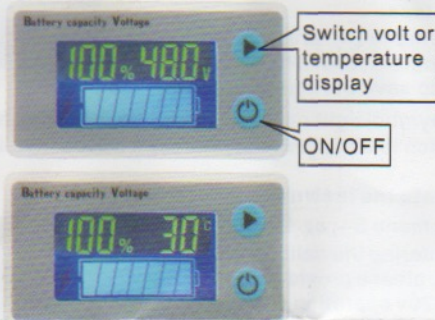 Battery capacity Voltage
100% 48.0v
Switch volt or
temperature
display
ON/OFF
Battery capacity Voltage
100% 30°C